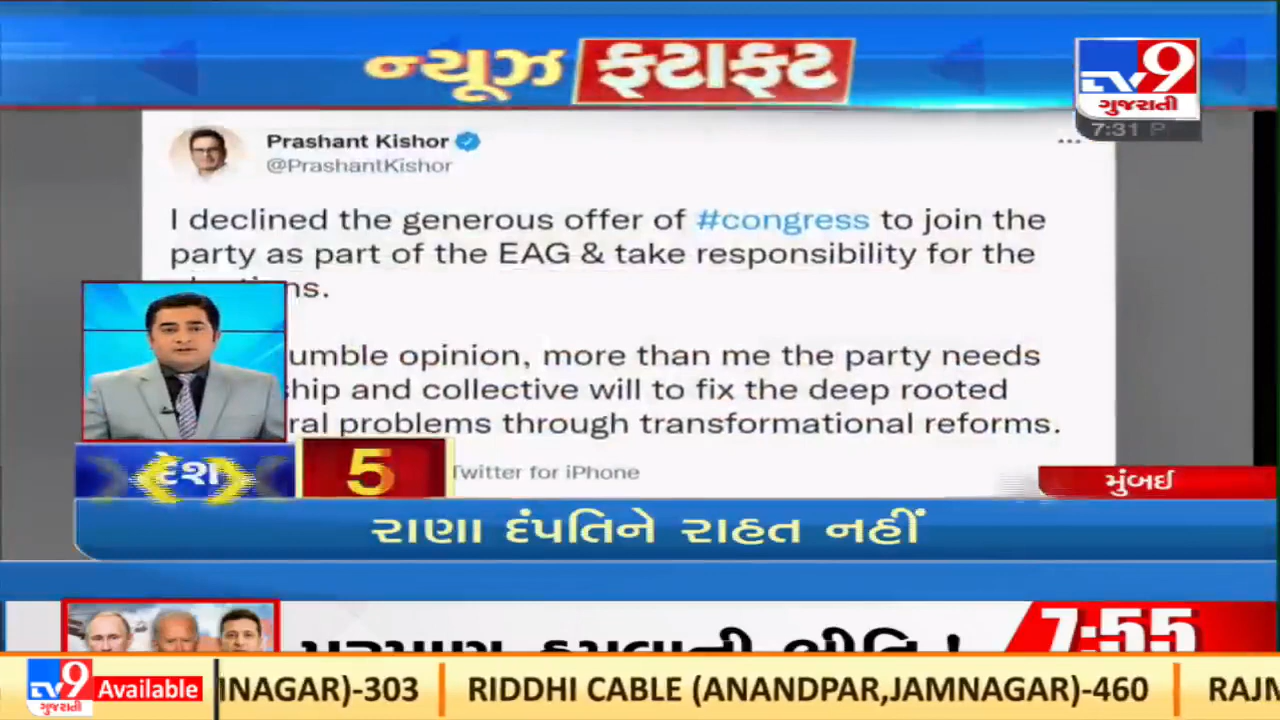 ન્યૂઝ ફટાફટ
TV9
ગુજરાતી
7:31 P
Prashant Kishor
@PrashantKishor
I declined the generous offer of #congress to join the
party as part of the EAG & take responsibility for the
ns.
umble opinion, more than me the party needs
ship and collective will to fix the deep rooted
ral problems through transformational reforms.
Twitter for iPhone
દેશ 5
મુંબઈ
રાણા દંપતિને રાહત નહીં
7:55
TV9
ગુજરાતી
Available
INAGAR)-303 | RIDDHI CABLE (ANANDPAR,JAMNAGAR)-460 |